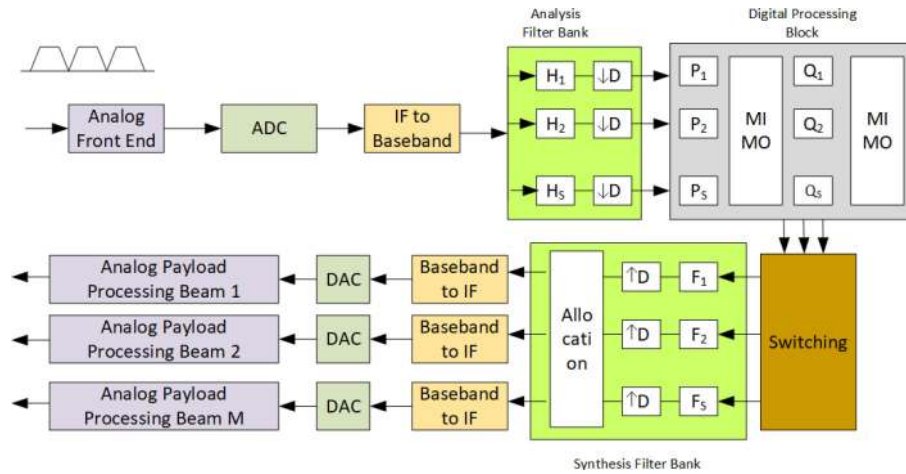 Analysis
Filter Bank
Digital Processing
Block
Analog
Front End
ADC
IF to
Baseband
H1
↓D
H2
↓D
HS
↓D
P1
P2
PS
MI
MO
Q1
Q2
QS
MI
MO
Analog Payload
Processing Beam 1
DAC
Baseband
to IF
Analog Payload
Processing Beam 2
DAC
Baseband
to IF
Analog Payload
Processing Beam M
DAC
Baseband
to IF
Allo
cati
on
↑D
F1
↑D
F2
↑D
FS
Switching
Synthesis Filter Bank